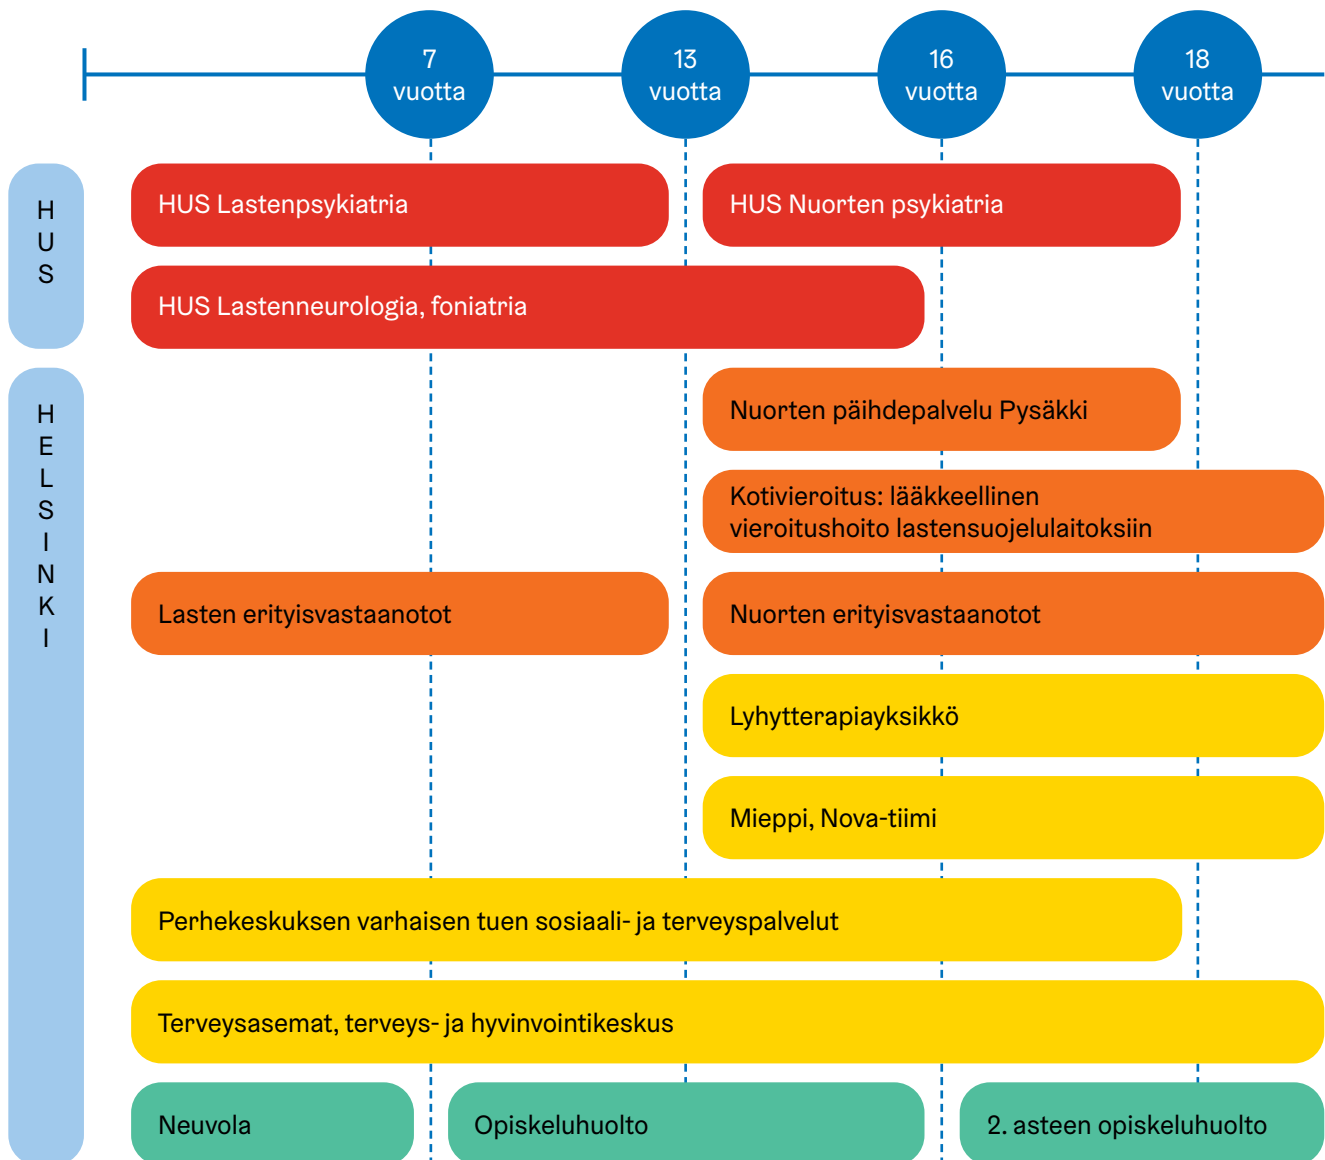 7
vuotta
13
vuotta
16
vuotta
18
vuotta
HUS
HUS Lastenpsykiatria
HUS Nuorten psykiatria
HUS Lastenneurologia, foniatria
HELSINKI
Nuorten päihdepalvelu Pysäkki
Kotivieroitus: lääkkeellinen
vieroitushoito lastensuojelulaitoksiin
Lasten erityisvastaanotot
Nuorten erityisvastaanotot
Lyhytterapiayksikkö
Mieppi, Nova-tiimi
Perhekeskuksen varhaisen tuen sosiaali- ja terveyspalvelut
Terveysasemat, terveys- ja hyvinvointikeskus
Neuvola
Opiskeluhuolto
2. asteen opiskeluhuolto